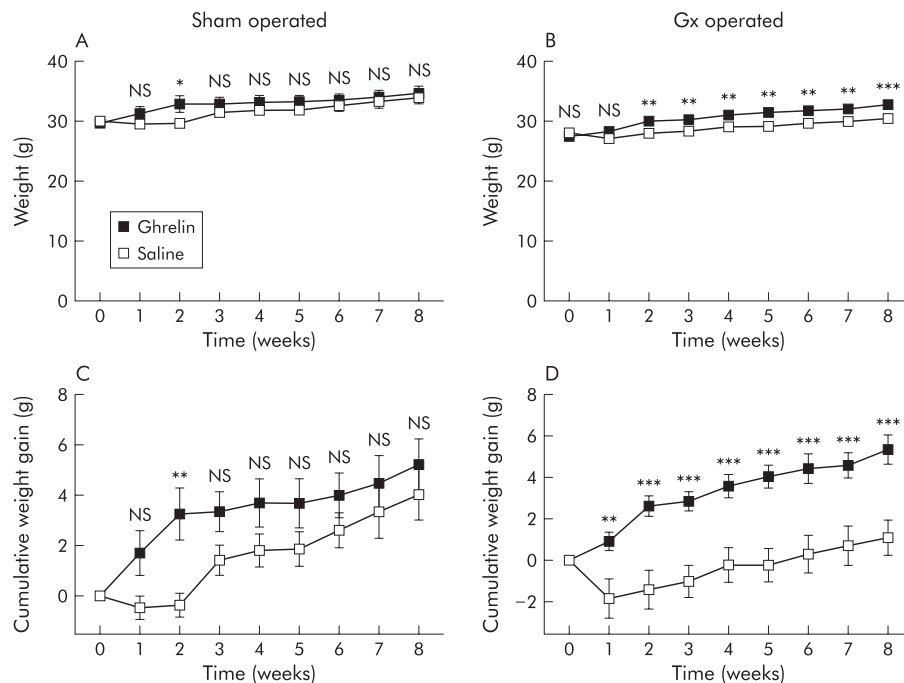 Sham operated
Gx operated
A
Weight (g)
40
30
20
10
0
NS
*
NS
NS
NS
NS
NS
NS
Ghrelin
Saline
0 1 2 3 4 5 6 7 8
Time (weeks)
B
Weight (g)
40
30
20
10
0
NS
NS
**
**
**
**
**
**
***
0 1 2 3 4 5 6 7 8
Time (weeks)
C
Cumulative weight gain (g)
8
6
4
2
0
NS
**
NS
NS
NS
NS
NS
NS
0 1 2 3 4 5 6 7 8
Time (weeks)
D
Cumulative weight gain (g)
8
6
4
2
0
−2
**
***
***
***
***
***
***
***
0 1 2 3 4 5 6 7 8
Time (weeks)